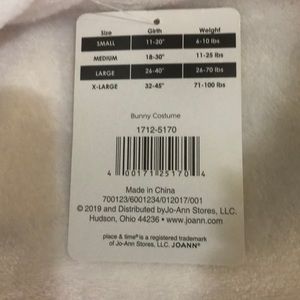 Size Girth Weight
SMALL 11-20" 6-10 lbs
MEDIUM 18-30" 11-25 lbs
LARGE 26-40" 26-70 lbs
X-LARGE 32-45" 71-100 lbs
Bunny Costume
1712-5170
4 00171 25170 4
Made in China
700123/6001234/012017/001
© 2019 and Distributed byJo-Ann Stores, LLC.
Hudson, Ohio 44236 • www.joann.com
place & time® is a registered trademark
of Jo-Ann Stores, LLC. JOANN®